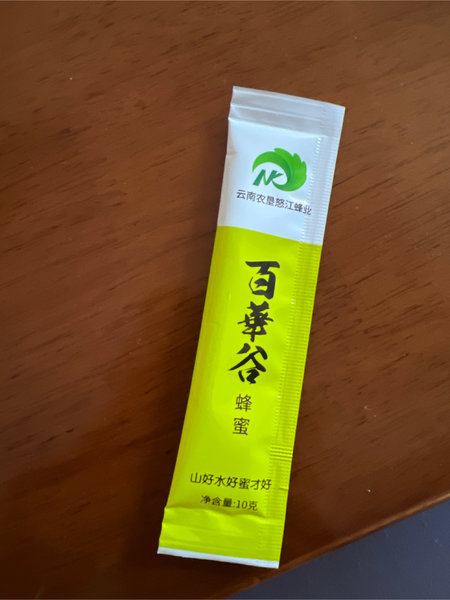 NK
云南农垦怒江蜂业
百華谷
蜂蜜
山好水好蜜才好
净含量:10克